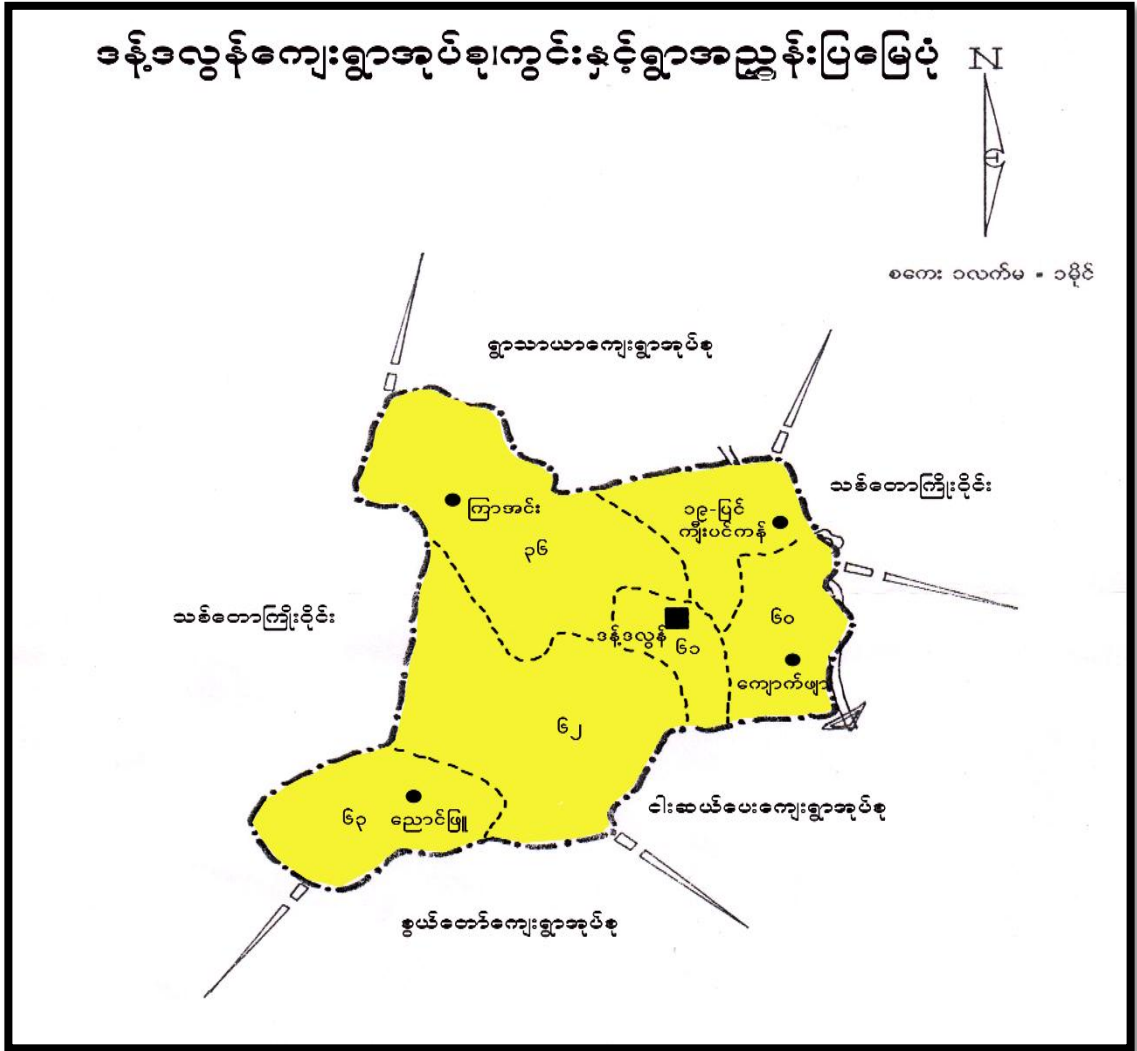 ဒန့်ဒလွန်ကျေးရွာအုပ်စု၊ကွင်းနှင့်ရွာအညွှန်းပြမြေပုံ
N
စကေး ၁လက်မ = ၁မိုင်
ရွာသာယာကျေးရွာအုပ်စု
သစ်တောကြိုးဝိုင်း
ကြာအင်း
၁၉-ပြင်
ကျီးပင်ကန်
၃၆
သစ်တောကြိုးဝိုင်း
၆၀
ဒန့်ဒလွန်
၆၁
ကျောက်ဖျာ
၆၂
ငါးဆယ်ပေးကျေးရွာအုပ်စု
၆၃
ညောင်ဖြူ
စွယ်တော်ကျေးရွာအုပ်စု